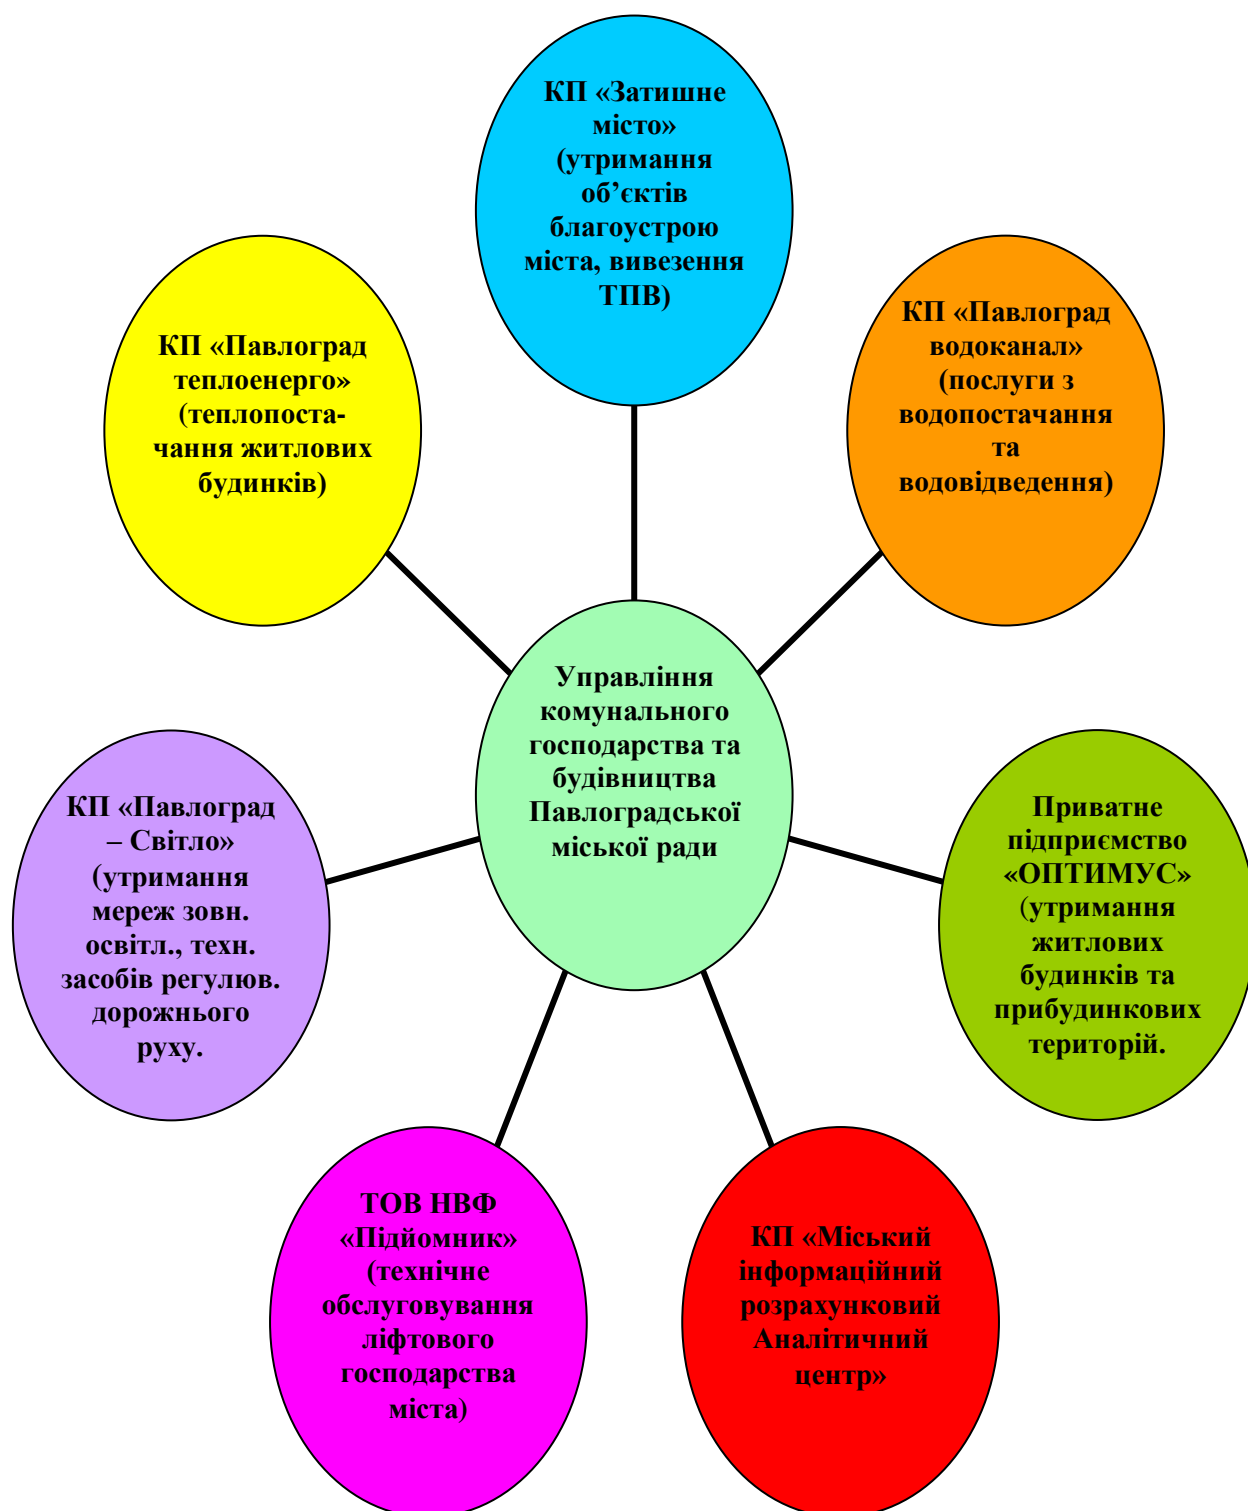 КП «Затишне
місто»
(утримання
об’єктів
благоустрою
міста, вивезення
ТПВ)
КП «Павлоград
теплоенерго»
(теплопоста-
чання житлових
будинків)
КП «Павлоград
водоканал»
(послуги з
водопостачання
та
водовідведення)
Управління
комунального
господарства та
будівництва
Павлоградської
міської ради
КП «Павлоград
– Світло»
(утримання
мереж зовн.
освітл., техн.
засобів регулюв.
дорожнього
руху.
Приватне
підприємство
«ОПТИМУС»
(утримання
житлових
будинків та
прибудинкових
територій.
ТОВ НВФ
«Підйомник»
(технічне
обслуговування
ліфтового
господарства
міста)
КП «Міський
інформаційний
розрахунковий
Аналітичний
центр»